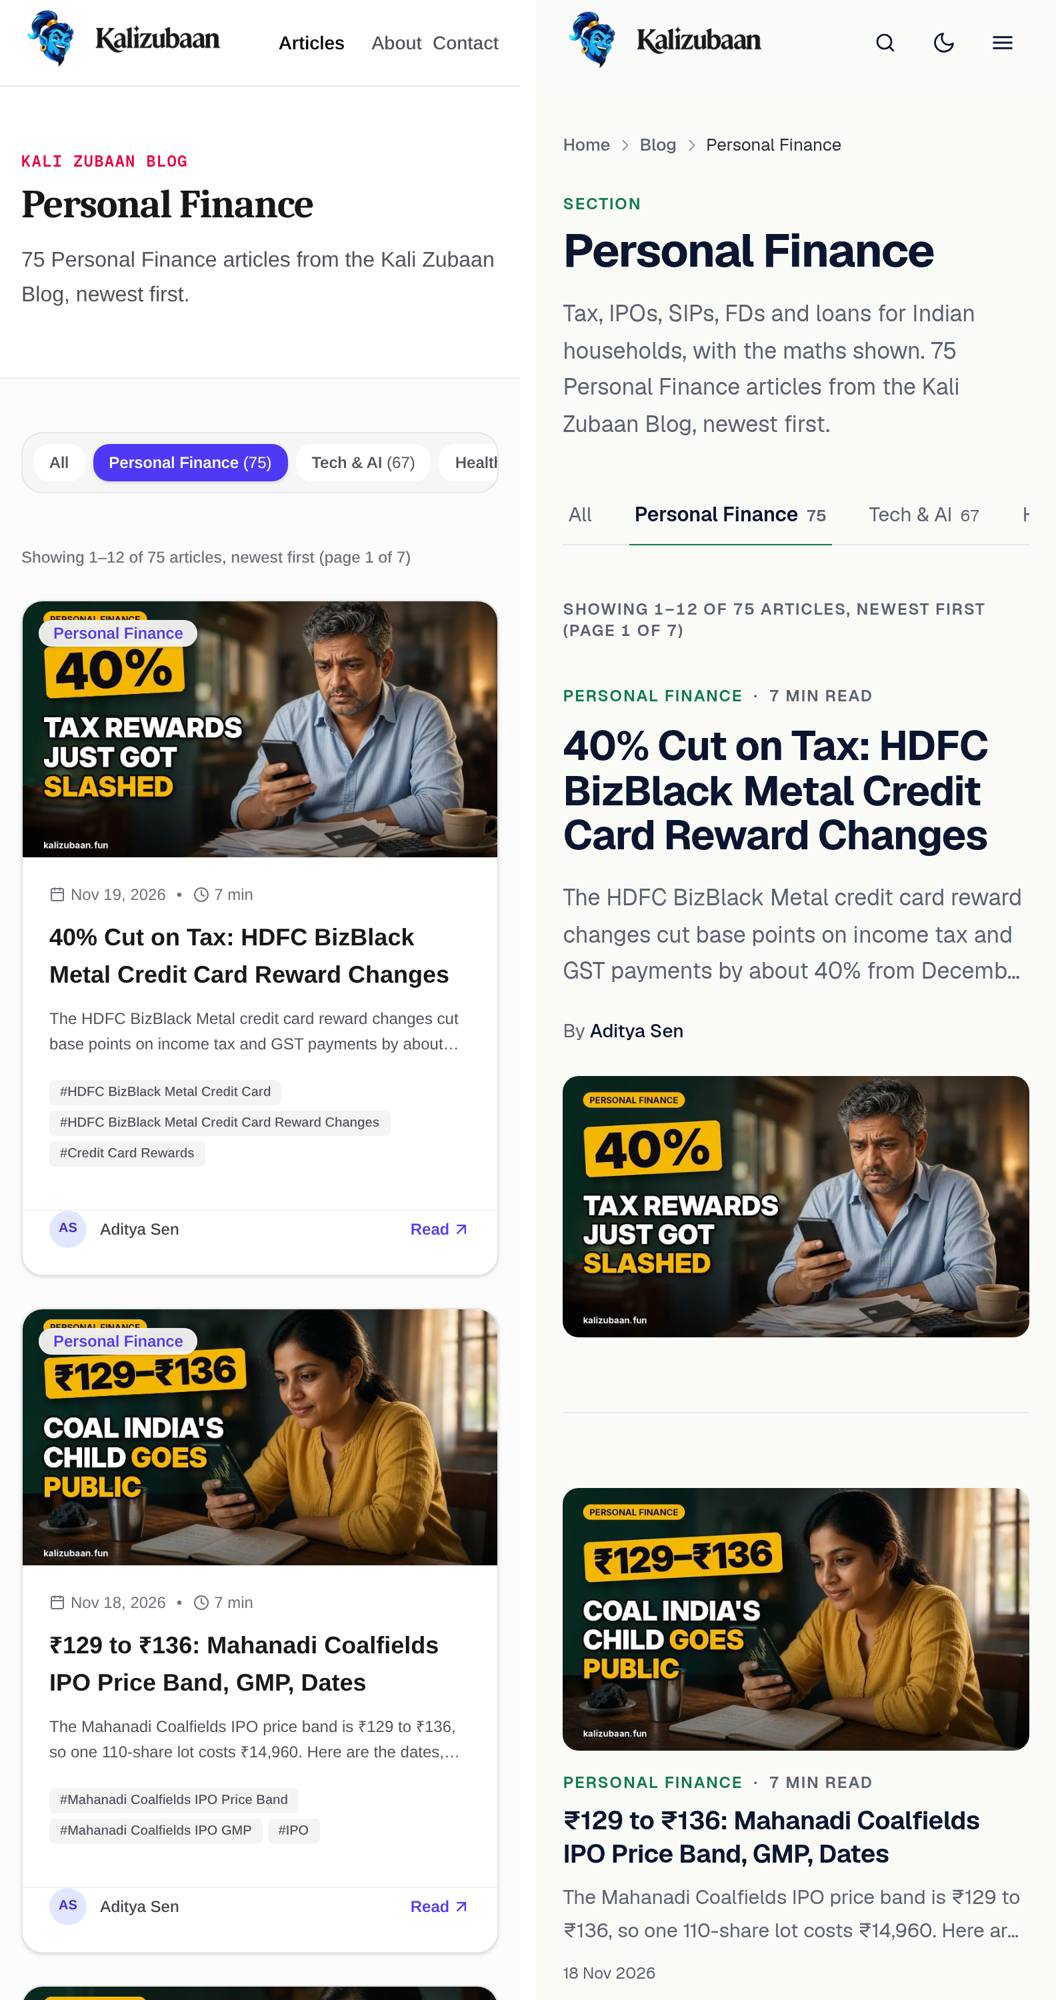 Kalizubaan
Articles About Contact
KALI ZUBAAN BLOG
Personal Finance
75 Personal Finance articles from the Kali Zubaan
Blog, newest first.
All Personal Finance (75) Tech & AI (67) Health
Showing 1–12 of 75 articles, newest first (page 1 of 7)
Personal Finance
40%
TAX REWARDS
JUST GOT
SLASHED
kalizubaan.fun
Nov 19, 2026 • 7 min
40% Cut on Tax: HDFC BizBlack
Metal Credit Card Reward Changes
The HDFC BizBlack Metal credit card reward changes cut
base points on income tax and GST payments by about…
#HDFC BizBlack Metal Credit Card
#HDFC BizBlack Metal Credit Card Reward Changes
#Credit Card Rewards
AS Aditya Sen Read
Personal Finance
₹129–₹136
COAL INDIA'S
CHILD GOES
PUBLIC
kalizubaan.fun
Nov 18, 2026 • 7 min
₹129 to ₹136: Mahanadi Coalfields
IPO Price Band, GMP, Dates
The Mahanadi Coalfields IPO price band is ₹129 to ₹136,
so one 110-share lot costs ₹14,960. Here are the dates,…
#Mahanadi Coalfields IPO Price Band
#Mahanadi Coalfields IPO GMP #IPO
AS Aditya Sen Read
Kalizubaan
Home > Blog > Personal Finance
SECTION
Personal Finance
Tax, IPOs, SIPs, FDs and loans for Indian
households, with the maths shown. 75
Personal Finance articles from the Kali
Zubaan Blog, newest first.
All Personal Finance 75 Tech & AI 67 H
SHOWING 1–12 OF 75 ARTICLES, NEWEST FIRST
(PAGE 1 OF 7)
PERSONAL FINANCE · 7 MIN READ
40% Cut on Tax: HDFC
BizBlack Metal Credit
Card Reward Changes
The HDFC BizBlack Metal credit card reward
changes cut base points on income tax and
GST payments by about 40% from Decemb…
By Aditya Sen
PERSONAL FINANCE
40%
TAX REWARDS
JUST GOT
SLASHED
kalizubaan.fun
PERSONAL FINANCE
₹129–₹136
COAL INDIA'S
CHILD GOES
PUBLIC
kalizubaan.fun
PERSONAL FINANCE · 7 MIN READ
₹129 to ₹136: Mahanadi Coalfields
IPO Price Band, GMP, Dates
The Mahanadi Coalfields IPO price band is ₹129 to
₹136, so one 110-share lot costs ₹14,960. Here ar…
18 Nov 2026